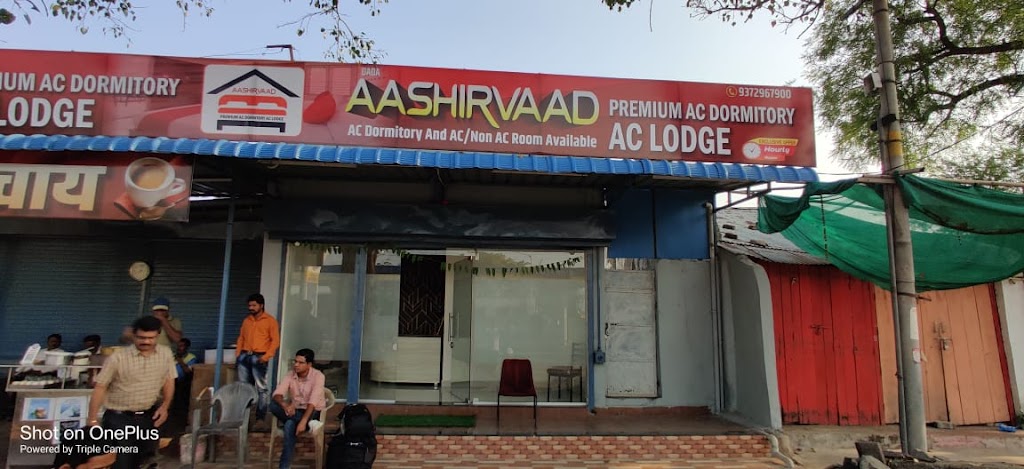 IUM AC DORMITORY
LODGE
AASHIRVAAD
PREMIUM AC DORMITORY AC LODGE
BABA
AASHIRVAAD
AC Dormitory And AC/Non AC Room Available
9372967900
PREMIUM AC DORMITORY
AC LODGE
Hourly
चाय
Shot on OnePlus
Powered by Triple Camera